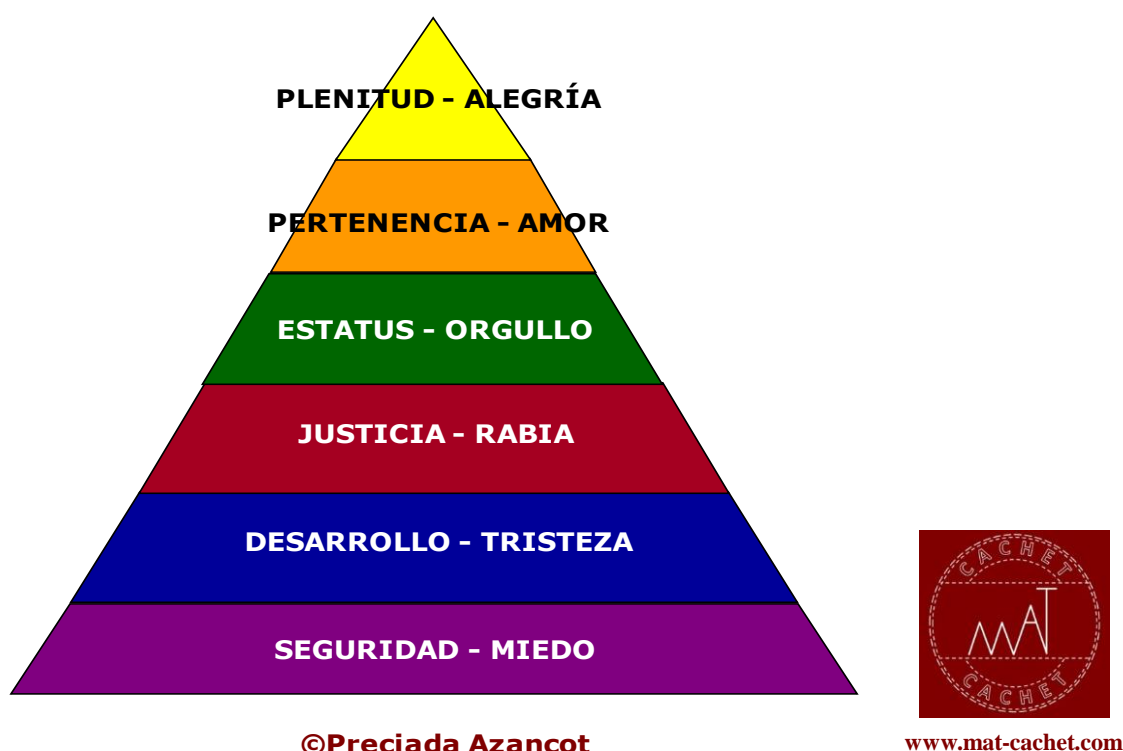 PLENITUD - ALEGRÍA
PERTENENCIA - AMOR
ESTATUS - ORGULLO
JUSTICIA - RABIA
DESARROLLO - TRISTEZA
SEGURIDAD - MIEDO
CACHET
MAT
CACHET
©Preciada Azancot
www.mat-cachet.com